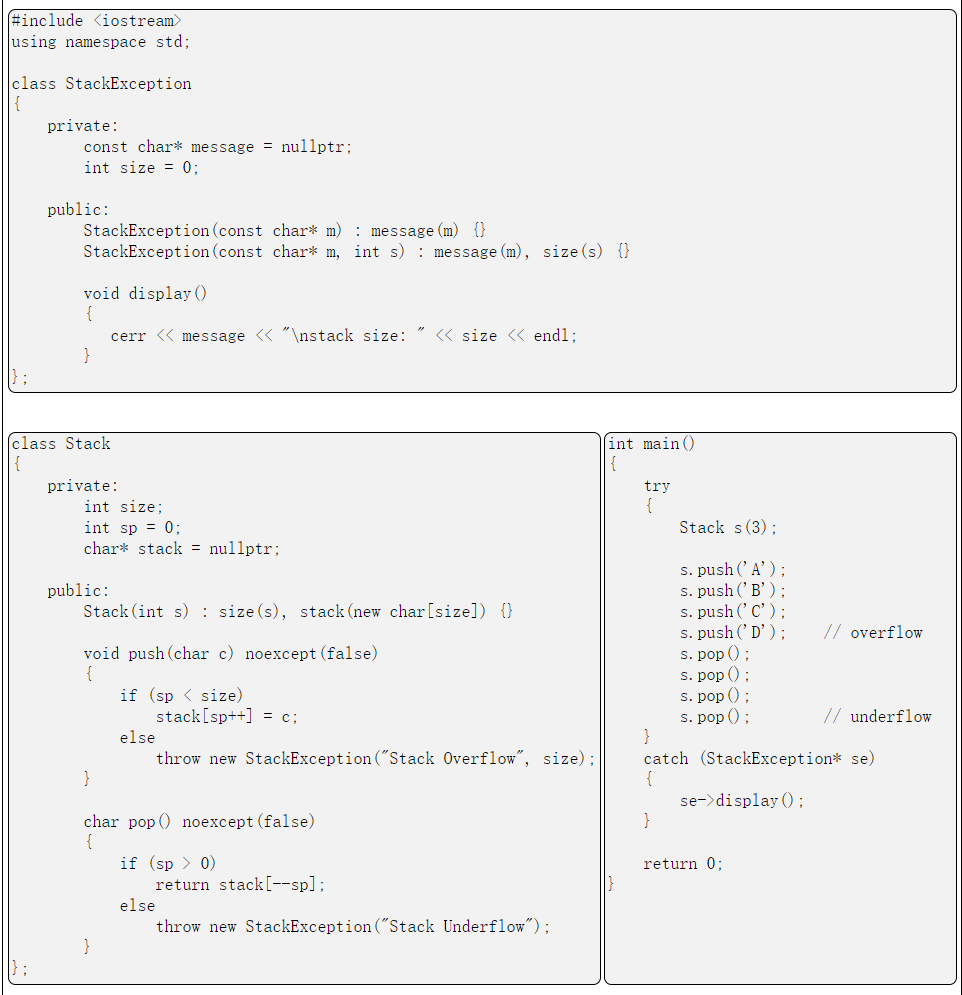 #include <iostream>
using namespace std;

class StackException
{
    private:
        const char* message = nullptr;
        int size = 0;

    public:
        StackException(const char* m) : message(m) {}
        StackException(const char* m, int s) : message(m), size(s) {}

        void display()
        {
           cerr << message << "\nstack size: " << size << endl;
        }
};

class Stack
{
    private:
        int size;
        int sp = 0;
        char* stack = nullptr;

    public:
        Stack(int s) : size(s), stack(new char[size]) {}

        void push(char c) noexcept(false)
        {
            if (sp < size)
                stack[sp++] = c;
            else
                throw new StackException("Stack Overflow", size);
        }

        char pop() noexcept(false)
        {
            if (sp > 0)
                return stack[--sp];
            else
                throw new StackException("Stack Underflow");
        }
};

int main()
{
    try
    {
        Stack s(3);

        s.push('A');
        s.push('B');
        s.push('C');
        s.push('D');    // overflow
        s.pop();
        s.pop();
        s.pop();
        s.pop();        // underflow
    }
    catch (StackException* se)
    {
        se->display();
    }

    return 0;
}